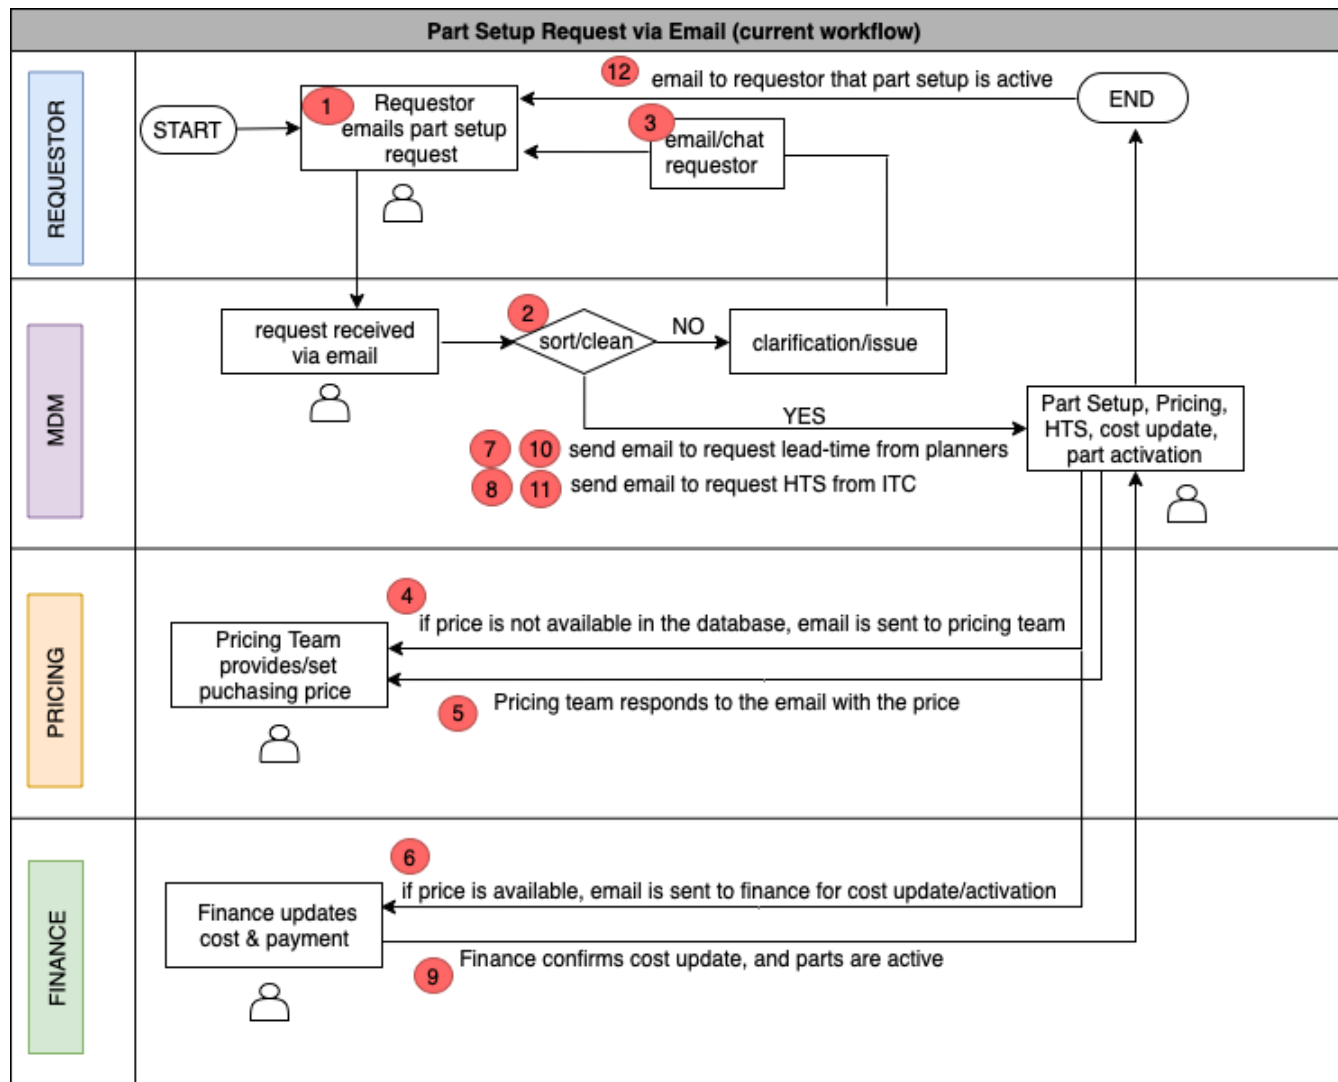 Part Setup Request via Email (current workflow)
REQUESTOR
START
1
Requestor
emails part setup
request
12
email to requestor that part setup is active
END
3
email/chat
requestor
MDM
request received
via email
2
sort/clean
NO
clarification/issue
YES
Part Setup, Pricing,
HTS, cost update,
part activation
7 10 send email to request lead-time from planners
8 11 send email to request HTS from ITC
PRICING
4
if price is not available in the database, email is sent to pricing team
Pricing Team
provides/set
puchasing price
5
Pricing team responds to the email with the price
FINANCE
6
if price is available, email is sent to finance for cost update/activation
Finance updates
cost & payment
9
Finance confirms cost update, and parts are active